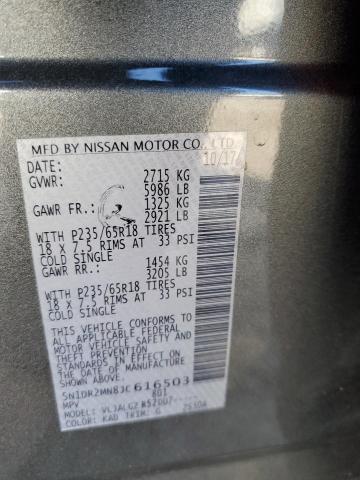 MFD BY NISSAN MOTOR CO., LTD
DATE: 10/17
GVWR: 2715 KG
5986 LB
GAWR FR.: 1325 KG
2921 LB
WITH P235/65R18 TIRES
18 X 7.5 RIMS AT 33 PSI
COLD SINGLE
GAWR RR.: 1454 KG
3205 LB
WITH P235/65R18 TIRES
18 X 7.5 RIMS AT 33 PSI
COLD SINGLE
THIS VEHICLE CONFORMS TO
ALL APPLICABLE FEDERAL
MOTOR VEHICLE SAFETY AND
THEFT PREVENTION
STANDARDS IN EFFECT ON
THE DATE OF MANUFACTURE
SHOWN ABOVE.
5N1DR2MN8JC616503
MPV 801
COLOR: KAD TRIM: G